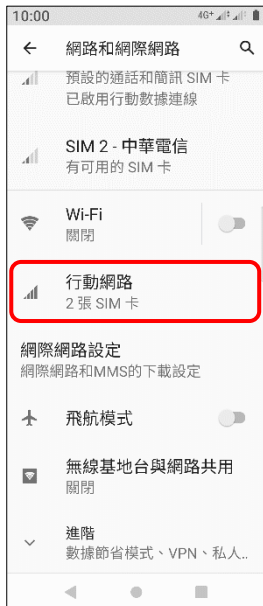 10:00
4G+
網路和網際網路
預設的通話和簡訊 SIM 卡
已啟用行動數據連線
SIM 2 - 中華電信
有可用的 SIM 卡
Wi-Fi
關閉
行動網路
2 張 SIM 卡
網際網路設定
網際網路和MMS的下載設定
飛航模式
無線基地台與網路共用
關閉
進階
數據節省模式、VPN、私人..